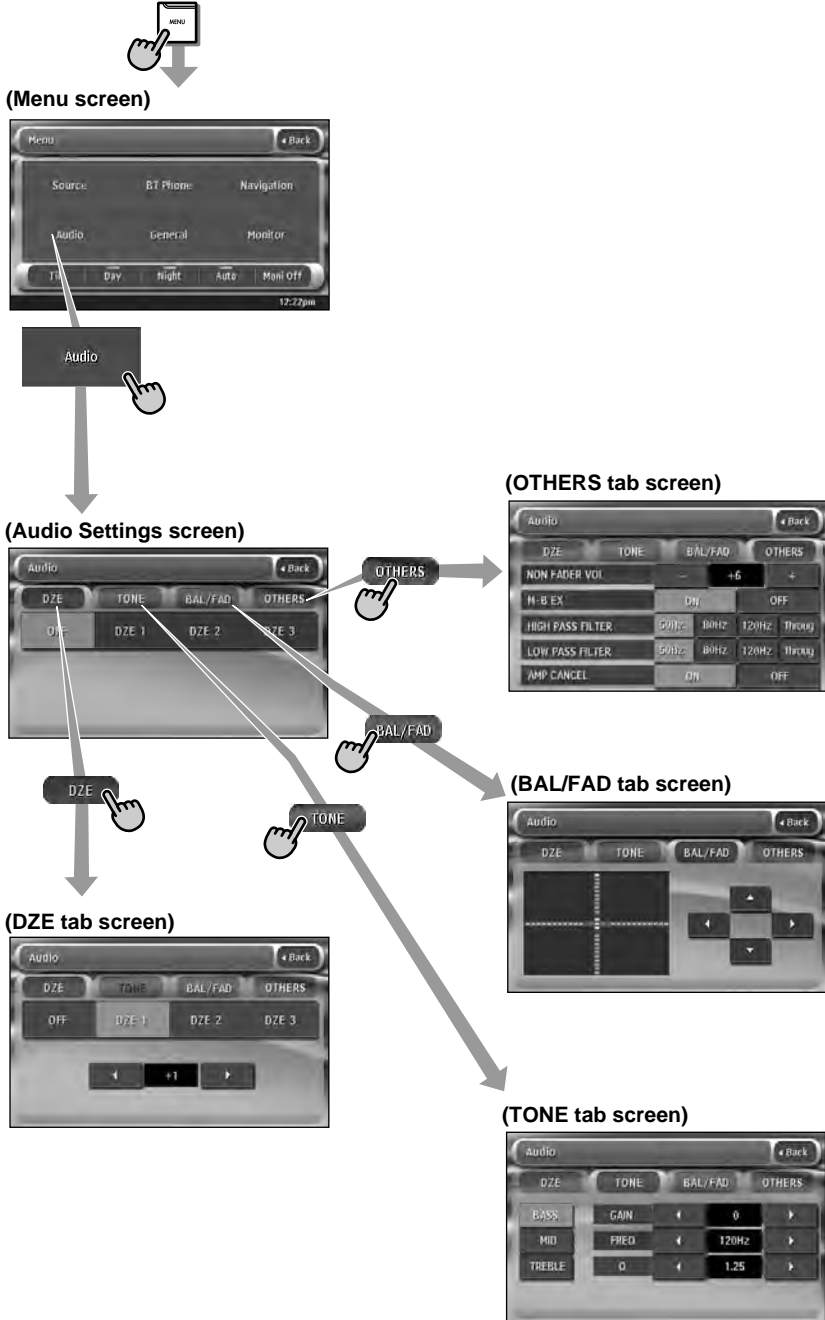 MENU
(Menu screen)
Menu
Back
Source BT Phone Navigation
Audio General Monitor
Day Night Auto Moni Off
12:22pm
Audio
(Audio Settings screen)
Audio
Back
DZE TONE BAL/FAD OTHERS
OFF DZE 1 DZE 2 DZE 3
OTHERS
BAL/FAD
DZE
TONE
(OTHERS tab screen)
Audio
Back
DZE TONE BAL/FAD OTHERS
NON FADER VOL - +6 +
M-B EX ON OFF
HIGH PASS FILTER 50Hz 80Hz 120Hz Throug
LOW PASS FILTER 50Hz 80Hz 120Hz Throug
AMP CANCEL ON OFF
(BAL/FAD tab screen)
Audio
Back
DZE TONE BAL/FAD OTHERS
(DZE tab screen)
Audio
Back
DZE TONE BAL/FAD OTHERS
OFF DZE 1 DZE 2 DZE 3
+1
(TONE tab screen)
Audio
Back
DZE TONE BAL/FAD OTHERS
BASS GAIN 0
MID FREQ 120Hz
TREBLE Q 1.25